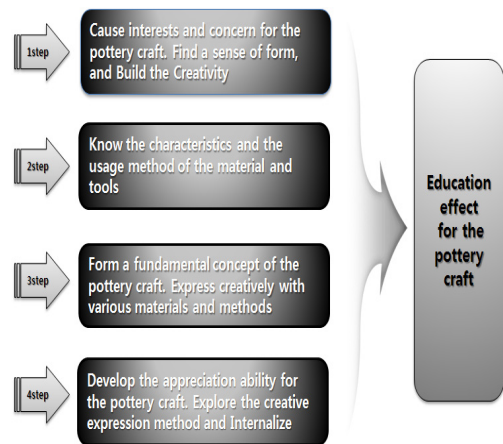 1step
Cause interests and concern for the
pottery craft. Find a sense of form,
and Build the Creativity
2step
Know the characteristics and the
usage method of the material and
tools
3step
Form a fundamental concept of the
pottery craft. Express creatively with
various materials and methods
4step
Develop the appreciation ability for
the pottery craft. Explore the creative
expression method and Internalize
Education
effect
for the
pottery
craft